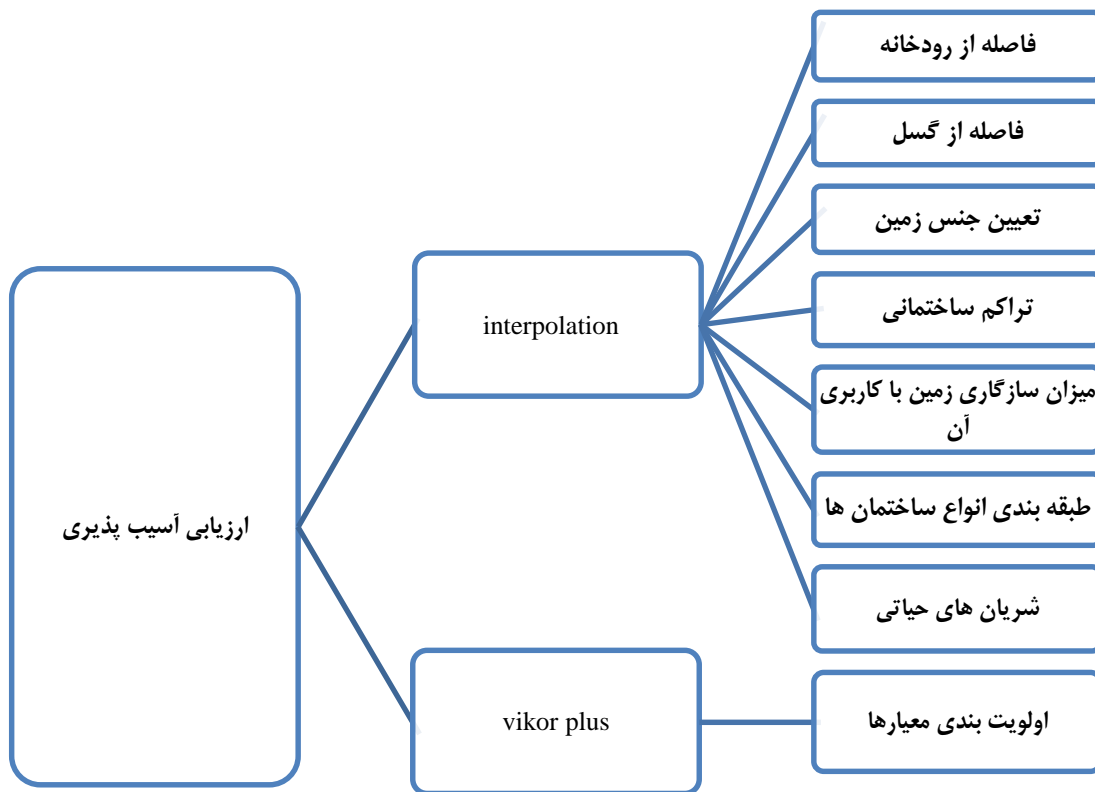 فاصله از رودخانه
فاصله از گسل
تعیین جنس زمین
تراکم ساختمانی
میزان سازگاری زمین با کاربری
آن
طبقه بندی انواع ساختمان ها
شریان های حیاتی
اولویت بندی معیارها
interpolation
vikor plus
ارزیابی آسیب پذیری